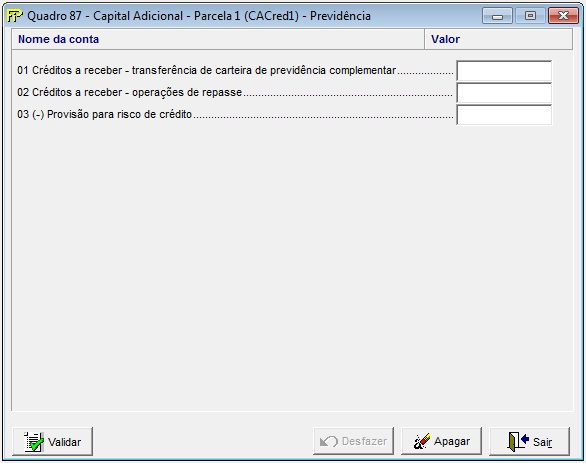 FP Quadro 87 - Capital Adicional - Parcela 1 (CACred1) - Previdência
Nome da conta Valor
01 Créditos a receber - transferência de carteira de previdência complementar...................
02 Créditos a receber - operações de repasse......................................................................
03 (-) Provisão para risco de crédito.......................................................................................
Validar Desfazer Apagar Sair